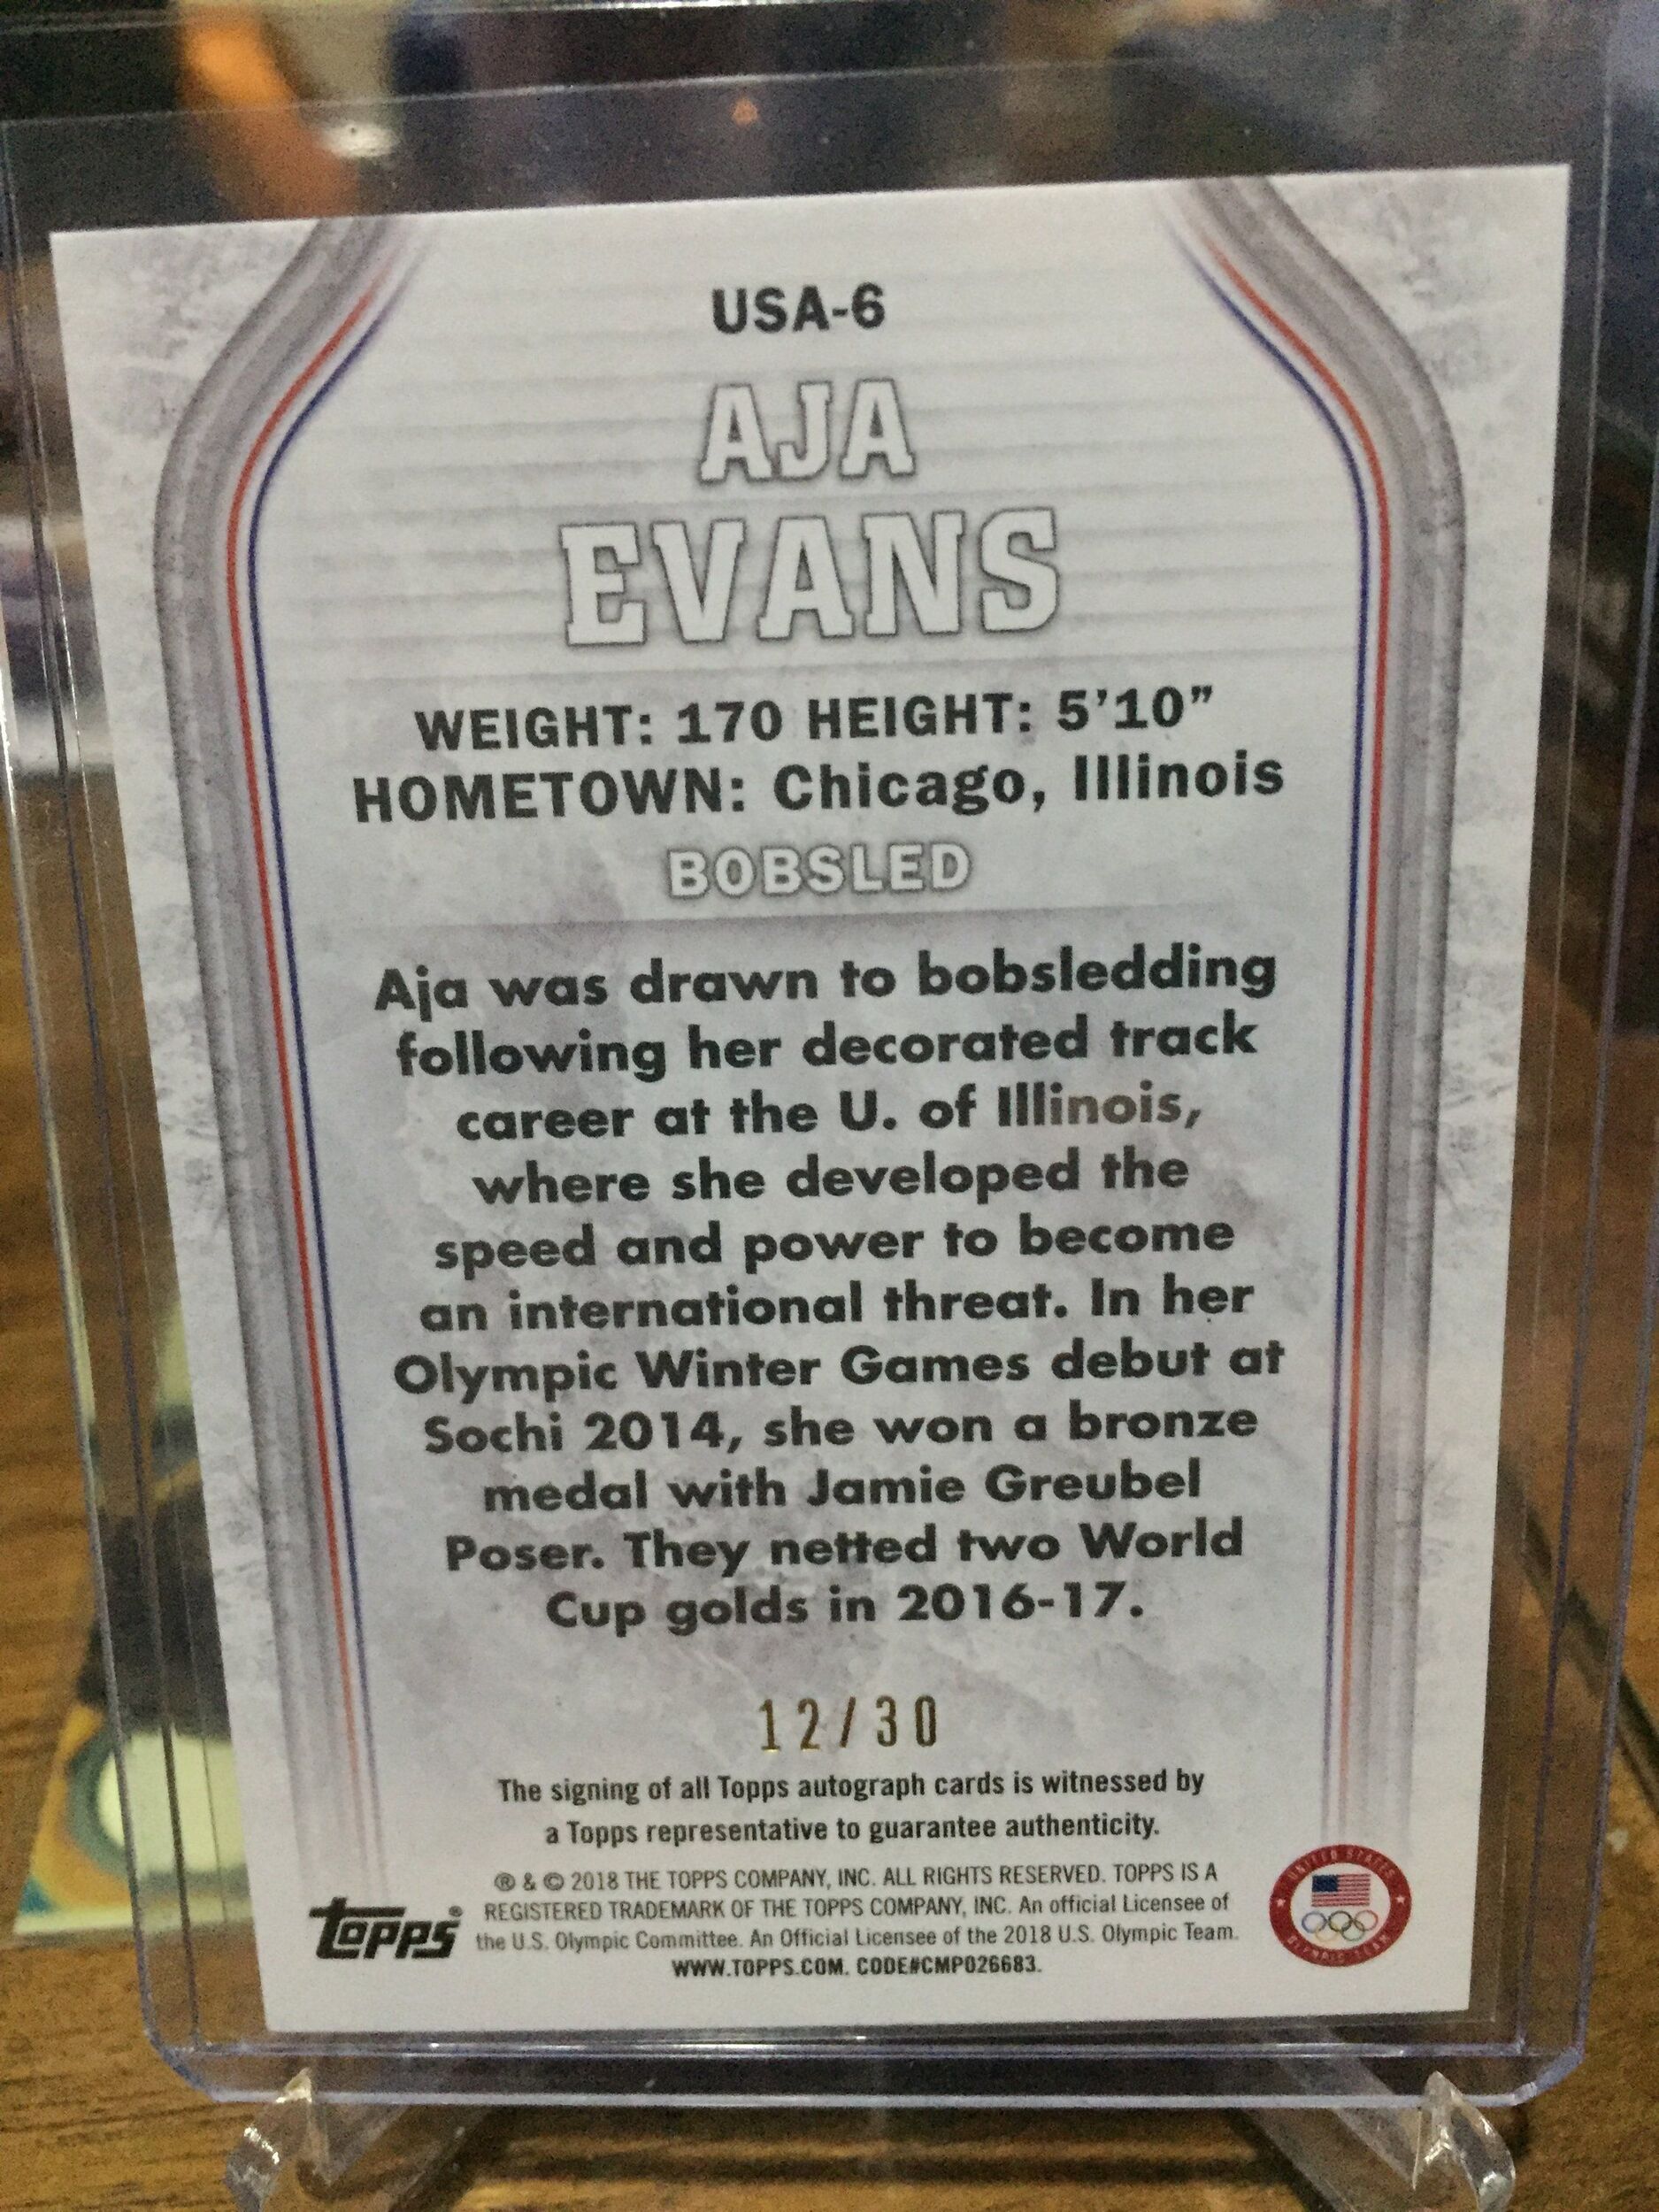 USA-6
AJA
EVANS
WEIGHT: 170 HEIGHT: 5'10"
HOMETOWN: Chicago, Illinois
BOBSLED
Aja was drawn to bobsledding
following her decorated track
career at the U. of Illinois,
where she developed the
speed and power to become
an international threat. In her
Olympic Winter Games debut at
Sochi 2014, she won a bronze
medal with Jamie Greubel
Poser. They netted two World
Cup golds in 2016-17.
12/30
The signing of all Topps autograph cards is witnessed by
a Topps representative to guarantee authenticity.
® & © 2018 THE TOPPS COMPANY, INC. ALL RIGHTS RESERVED. TOPPS IS A
REGISTERED TRADEMARK OF THE TOPPS COMPANY, INC. An official Licensee of
the U.S. Olympic Committee. An Official Licensee of the 2018 U.S. Olympic Team.
WWW.TOPPS.COM. CODE#CMP026683.
topps®
UNITED STATES
OLYMPIC TEAM